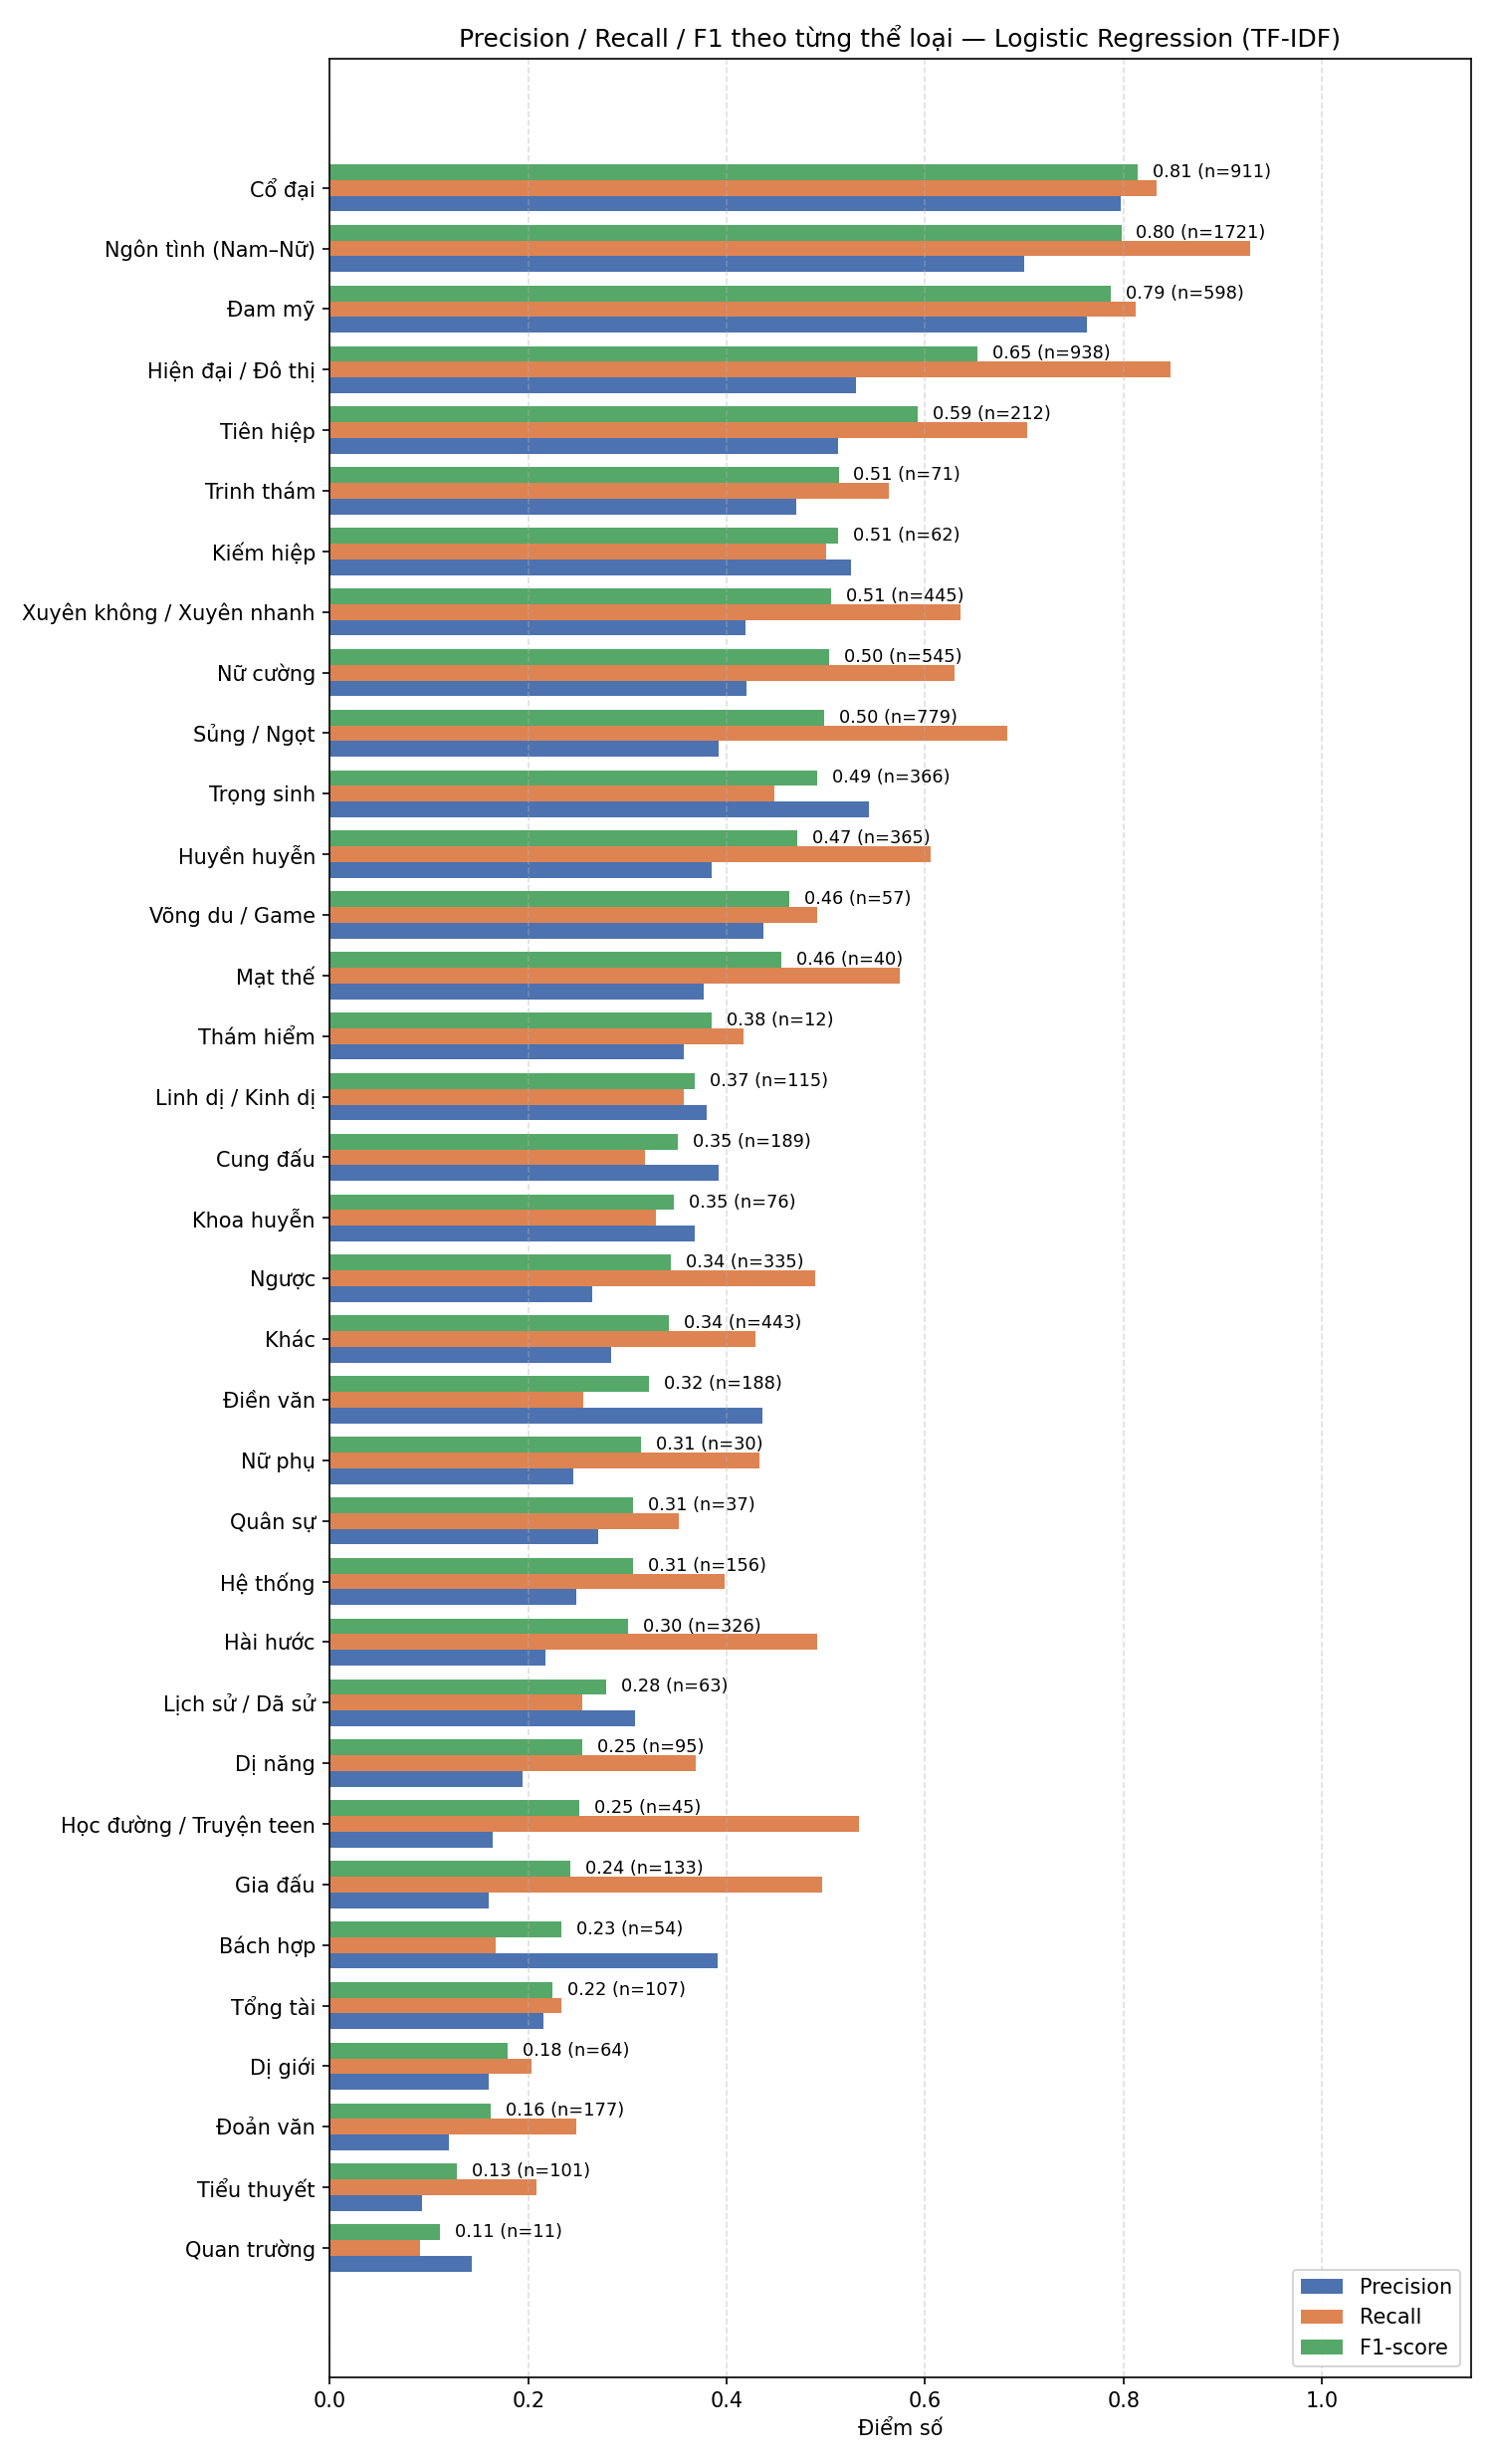 Precision / Recall / F1 theo từng thể loại — Logistic Regression (TF-IDF)
Cổ đại 0.81 (n=911)
Ngôn tình (Nam–Nữ) 0.80 (n=1721)
Đam mỹ 0.79 (n=598)
Hiện đại / Đô thị 0.65 (n=938)
Tiên hiệp 0.59 (n=212)
Trinh thám 0.51 (n=71)
Kiếm hiệp 0.51 (n=62)
Xuyên không / Xuyên nhanh 0.51 (n=445)
Nữ cường 0.50 (n=545)
Sủng / Ngọt 0.50 (n=779)
Trọng sinh 0.49 (n=366)
Huyền huyễn 0.47 (n=365)
Võng du / Game 0.46 (n=57)
Mạt thế 0.46 (n=40)
Thám hiểm 0.38 (n=12)
Linh dị / Kinh dị 0.37 (n=115)
Cung đấu 0.35 (n=189)
Khoa huyễn 0.35 (n=76)
Ngược 0.34 (n=335)
Khác 0.34 (n=443)
Điền văn 0.32 (n=188)
Nữ phụ 0.31 (n=30)
Quân sự 0.31 (n=37)
Hệ thống 0.31 (n=156)
Hài hước 0.30 (n=326)
Lịch sử / Dã sử 0.28 (n=63)
Dị năng 0.25 (n=95)
Học đường / Truyện teen 0.25 (n=45)
Gia đấu 0.24 (n=133)
Bách hợp 0.23 (n=54)
Tổng tài 0.22 (n=107)
Dị giới 0.18 (n=64)
Đoản văn 0.16 (n=177)
Tiểu thuyết 0.13 (n=101)
Quan trường 0.11 (n=11)
Precision
Recall
F1-score
0.0 0.2 0.4 0.6 0.8 1.0
Điểm số